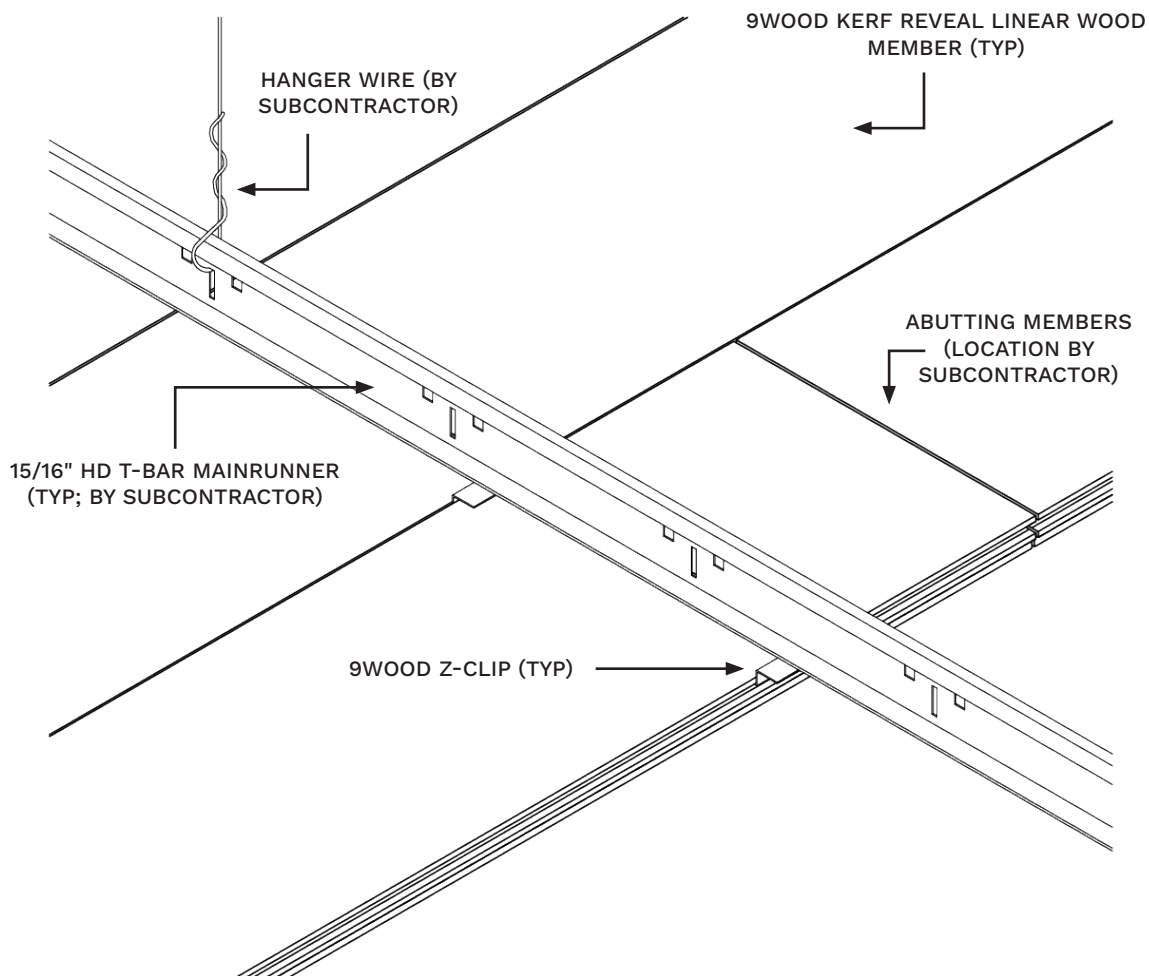 9WOOD KERF REVEAL LINEAR WOOD
MEMBER (TYP)
HANGER WIRE (BY
SUBCONTRACTOR)
ABUTTING MEMBERS
(LOCATION BY
SUBCONTRACTOR)
15/16" HD T-BAR MAINRUNNER
(TYP; BY SUBCONTRACTOR)
9WOOD Z-CLIP (TYP)